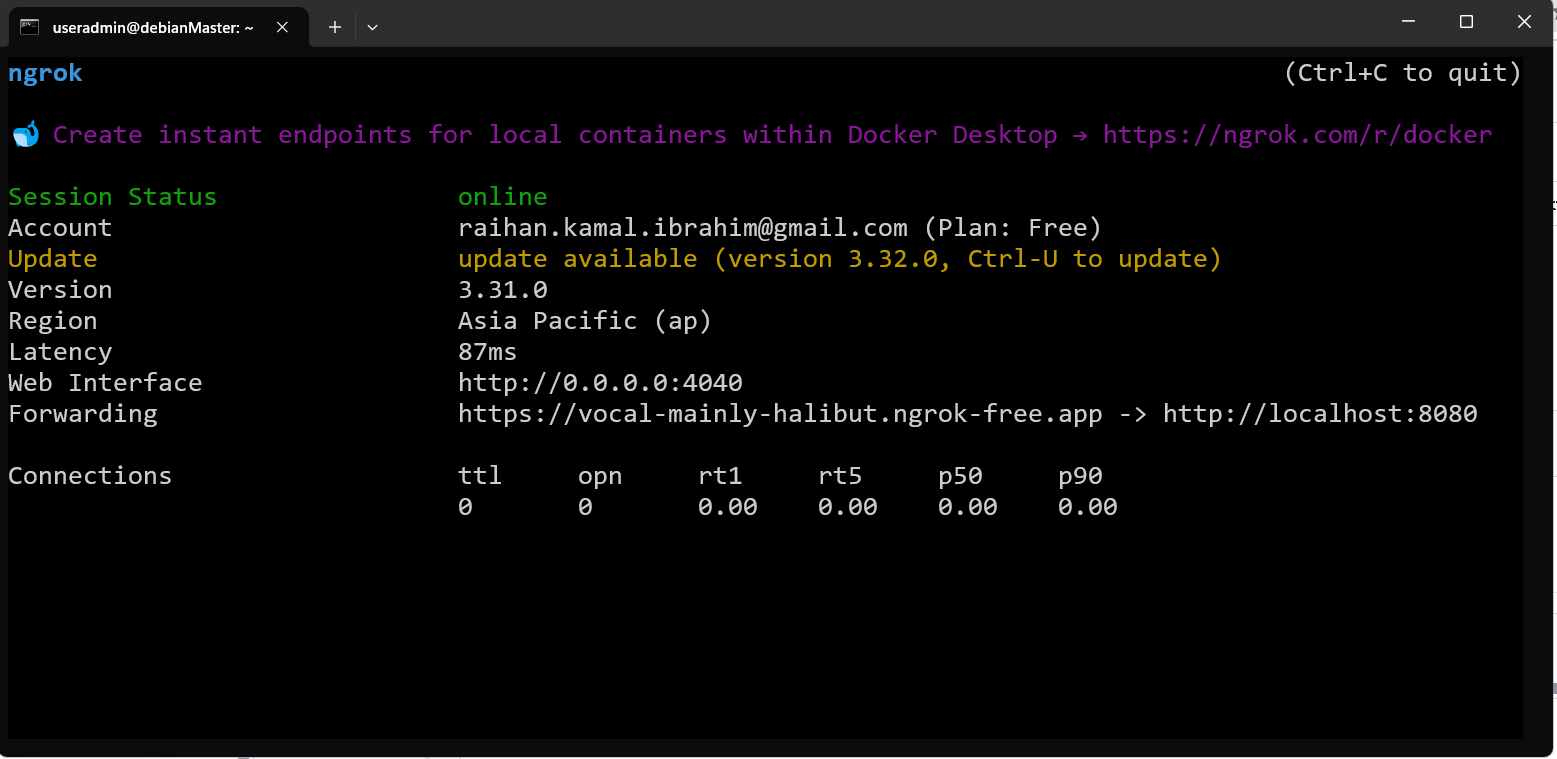 useradmin@debianMaster: ~
ngrok (Ctrl+C to quit)
Create instant endpoints for local containers within Docker Desktop → https://ngrok.com/r/docker
Session Status online
Account raihan.kamal.ibrahim@gmail.com (Plan: Free)
Update update available (version 3.32.0, Ctrl-U to update)
Version 3.31.0
Region Asia Pacific (ap)
Latency 87ms
Web Interface http://0.0.0.0:4040
Forwarding https://vocal-mainly-halibut.ngrok-free.app -> http://localhost:8080
Connections ttl opn rt1 rt5 p50 p90
0 0 0.00 0.00 0.00 0.00